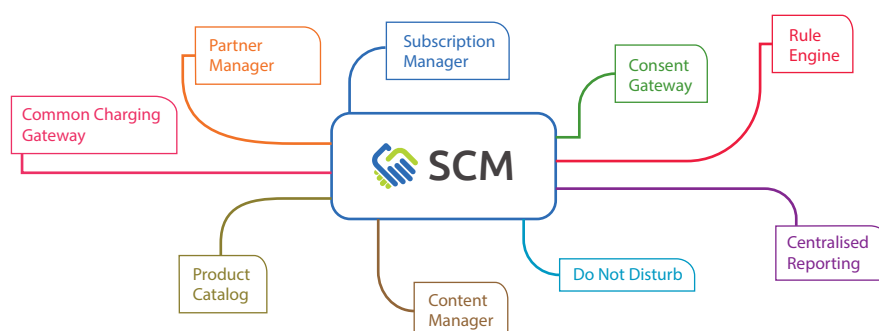 Partner
Manager
Subscription
Manager
Rule
Engine
Consent
Gateway
Common Charging
Gateway
SCM
Product
Catalog
Content
Manager
Do Not Disturb
Centralised
Reporting